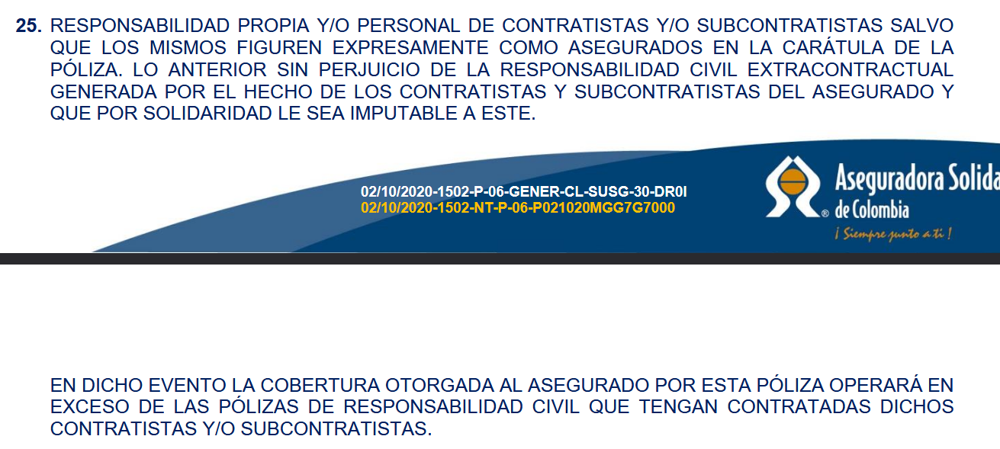 25. RESPONSABILIDAD PROPIA Y/O PERSONAL DE CONTRATISTAS Y/O SUBCONTRATISTAS SALVO
QUE LOS MISMOS FIGUREN EXPRESAMENTE COMO ASEGURADOS EN LA CARÁTULA DE LA
PÓLIZA. LO ANTERIOR SIN PERJUICIO DE LA RESPONSABILIDAD CIVIL EXTRACONTRACTUAL
GENERADA POR EL HECHO DE LOS CONTRATISTAS Y SUBCONTRATISTAS DEL ASEGURADO Y
QUE POR SOLIDARIDAD LE SEA IMPUTABLE A ESTE.
02/10/2020-1502-P-06-GENER-CL-SUSG-30-DR0I
02/10/2020-1502-NT-P-06-P021020MGG7G7000
Aseguradora Solida
® de Colombia
¡ Siempre junto a ti !
EN DICHO EVENTO LA COBERTURA OTORGADA AL ASEGURADO POR ESTA PÓLIZA OPERARÁ EN
EXCESO DE LAS PÓLIZAS DE RESPONSABILIDAD CIVIL QUE TENGAN CONTRATADAS DICHOS
CONTRATISTAS Y/O SUBCONTRATISTAS.